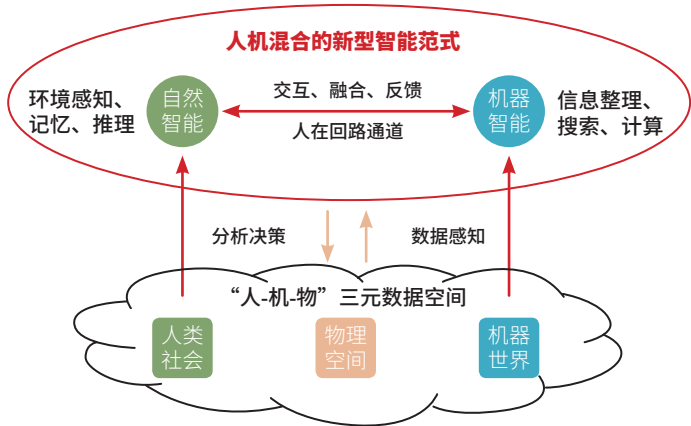 人机混合的新型智能范式
环境感知、
记忆、推理
自然
智能
交互、融合、反馈
人在回路通道
机器
智能
信息整理、
搜索、计算
分析决策
数据感知
“人-机-物”三元数据空间
人类
社会
物理
空间
机器
世界